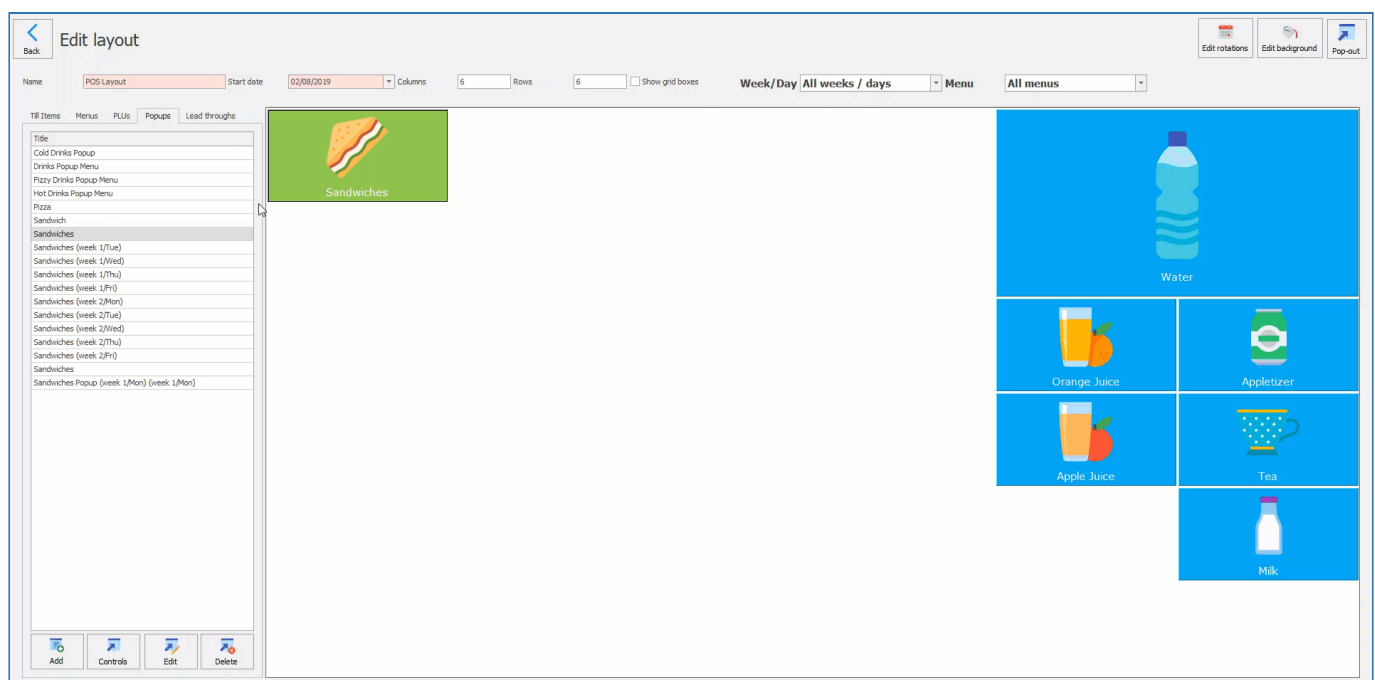 Back
Edit layout
Edit rotations
Edit background
Pop-out
Name POS Layout Start date 02/08/2019 Columns 6 Rows 6 Show grid boxes Week/Day All weeks / days Menu All menus
Till Items Menus PLUs Popups Lead throughs
Title
Cold Drinks Popup
Drinks Popup Menu
Fizzy Drinks Popup Menu
Hot Drinks Popup Menu
Pizza
Sandwich
Sandwiches
Sandwiches (week 1/Tue)
Sandwiches (week 1/Wed)
Sandwiches (week 1/Thu)
Sandwiches (week 1/Fri)
Sandwiches (week 2/Mon)
Sandwiches (week 2/Tue)
Sandwiches (week 2/Wed)
Sandwiches (week 2/Thu)
Sandwiches (week 2/Fri)
Sandwiches
Sandwiches Popup (week 1/Mon) (week 1/Mon)
Add Controls Edit Delete
Sandwiches
Water
Orange Juice Appletizer
Apple Juice Tea
Milk